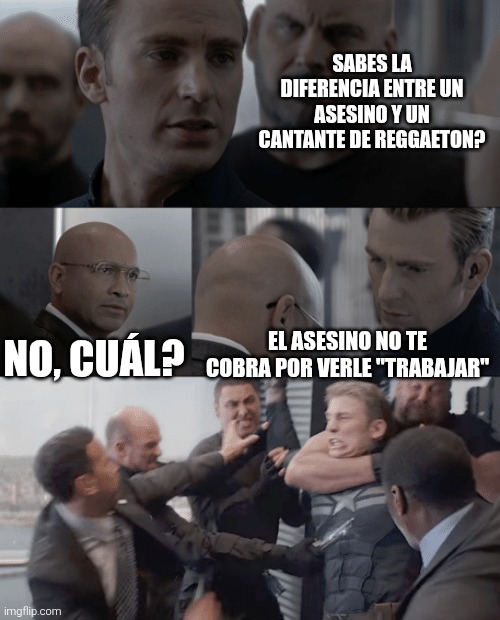 SABES LA
DIFERENCIA ENTRE UN
ASESINO Y UN
CANTANTE DE REGGAETON?
NO, CUÁL?
EL ASESINO NO TE
COBRA POR VERLE "TRABAJAR"
imgflip.com